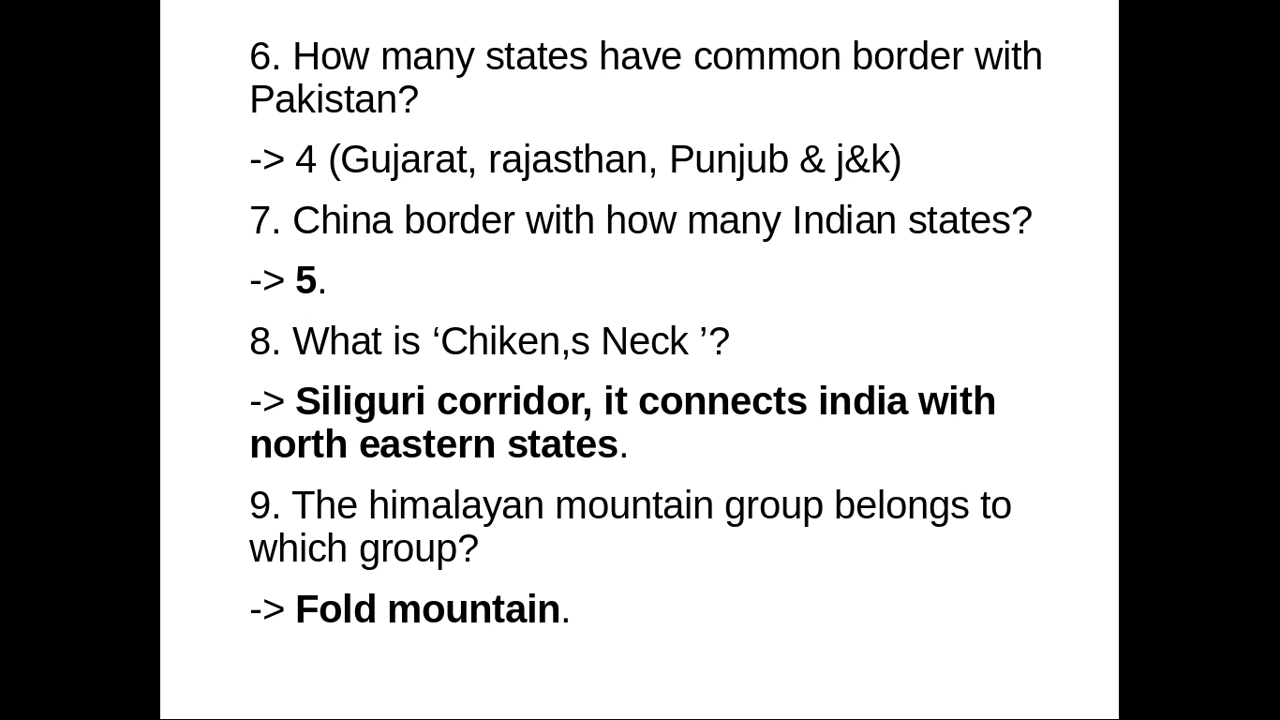 6. How many states have common border with
Pakistan?
-> 4 (Gujarat, rajasthan, Punjub & j&k)
7. China border with how many Indian states?
-> 5.
8. What is ‘Chiken,s Neck ’?
-> Siliguri corridor, it connects india with
north eastern states.
9. The himalayan mountain group belongs to
which group?
-> Fold mountain.